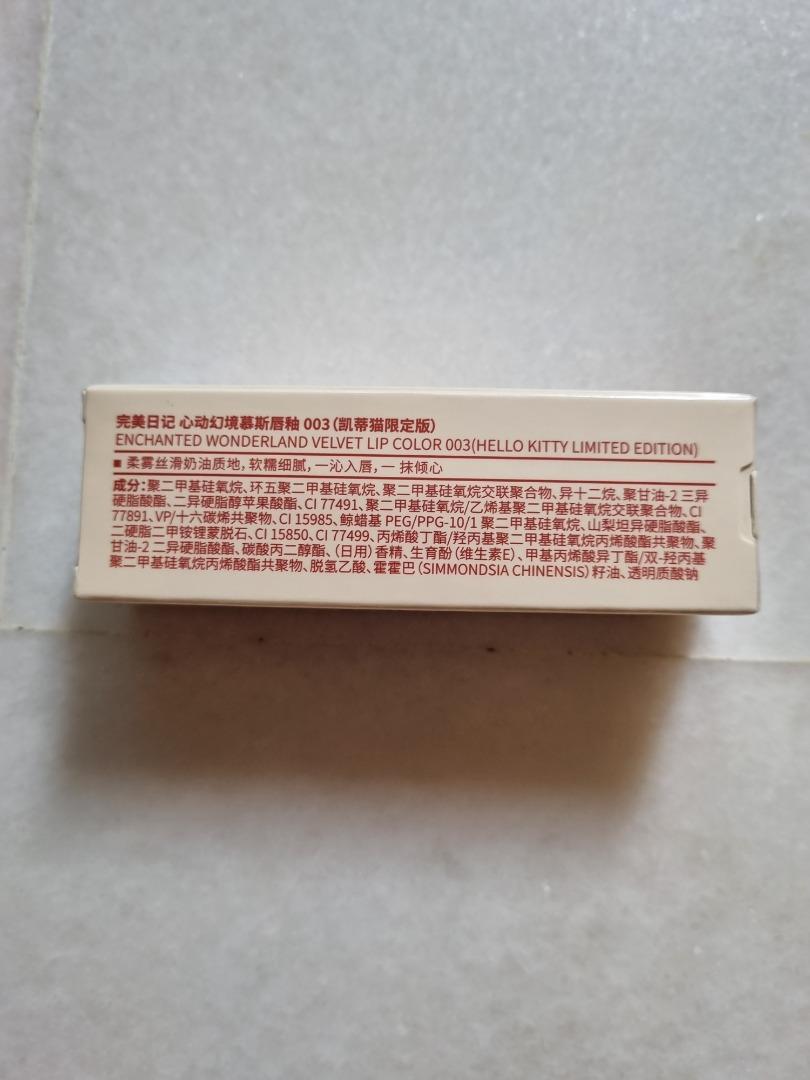 完美日记 心动幻境慕斯唇釉 003(凯蒂猫限定版)
ENCHANTED WONDERLAND VELVET LIP COLOR 003(HELLO KITTY LIMITED EDITION)
■ 柔雾丝滑奶油质地,软糯细腻,一沁入唇,一 抹倾心
成分:聚二甲基硅氧烷、环五聚二甲基硅氧烷、聚二甲基硅氧烷交联聚合物、异十二烷、聚甘油-2 三异
硬脂酸酯、二异硬脂醇苹果酸酯、CI 77491、聚二甲基硅氧烷/乙烯基聚二甲基硅氧烷交联聚合物、CI
77891、VP/十六碳烯共聚物、CI 15985、鲸蜡基 PEG/PPG-10/1 聚二甲基硅氧烷、山梨坦异硬脂酸酯、
二硬脂二甲铵锂蒙脱石、CI 15850、CI 77499、丙烯酸丁酯/羟丙基聚二甲基硅氧烷丙烯酸酯共聚物、聚
甘油-2 二异硬脂酸酯、碳酸丙二醇酯、(日用)香精、生育酚(维生素E)、甲基丙烯酸异丁酯/双-羟丙基
聚二甲基硅氧烷丙烯酸酯共聚物、脱氢乙酸、霍霍巴(SIMMONDSIA CHINENSIS)籽油、透明质酸钠